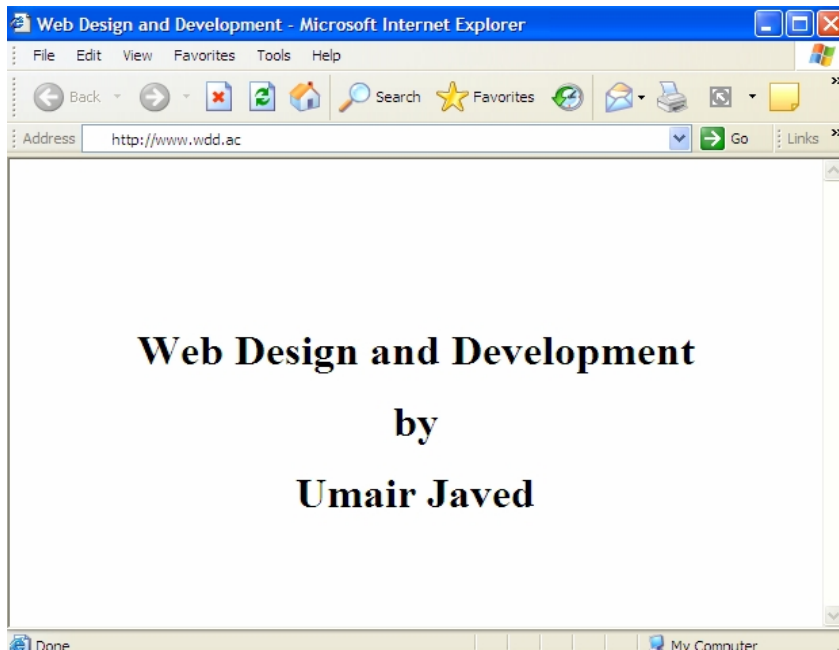 Web Design and Development - Microsoft Internet Explorer
File Edit View Favorites Tools Help
Back Search Favorites »
Address http://www.wdd.ac Go Links »
Web Design and Development
by
Umair Javed
Done My Computer